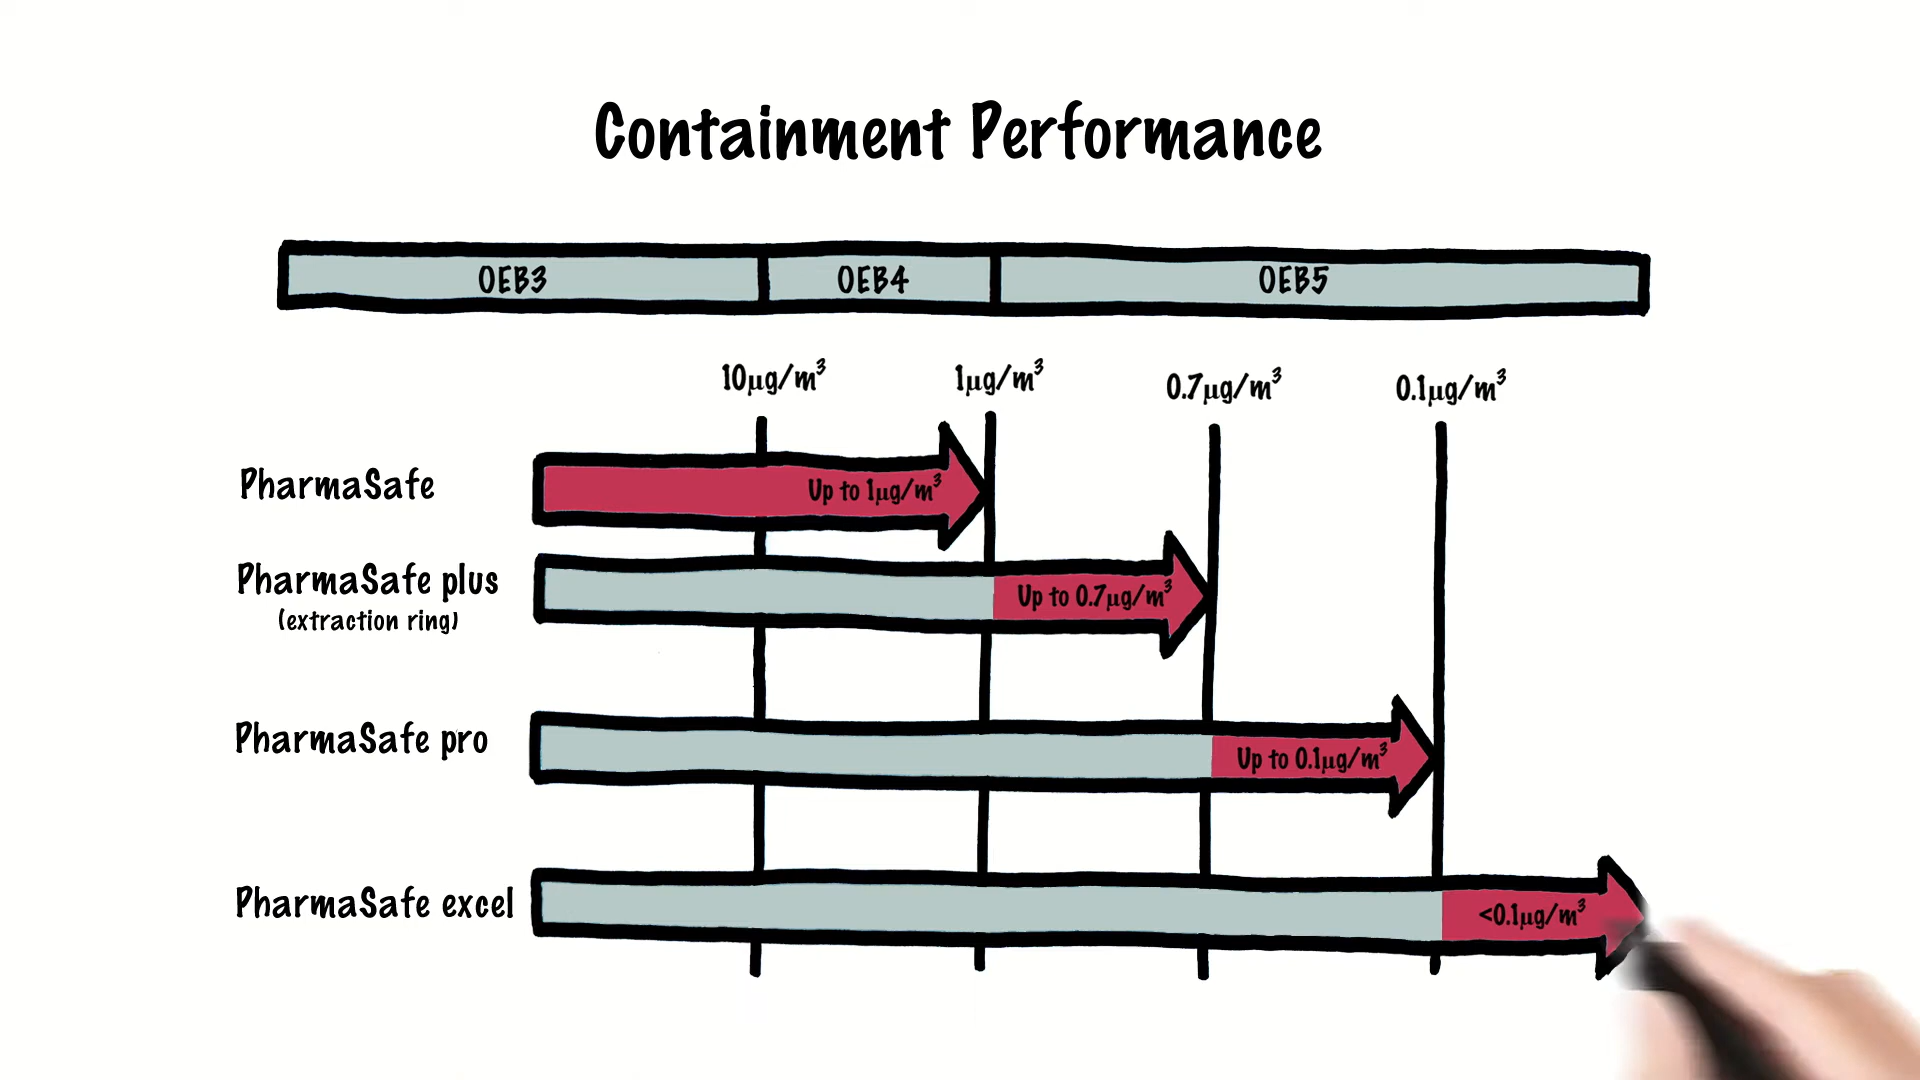 Containment Performance
OEB3 OEB4 OEB5
10µg/m³ 1µg/m³ 0.7µg/m³ 0.1µg/m³
PharmaSafe
Up to 1µg/m³
PharmaSafe plus
(extraction ring)
Up to 0.7µg/m³
PharmaSafe pro
Up to 0.1µg/m³
PharmaSafe excel
<0.1µg/m³